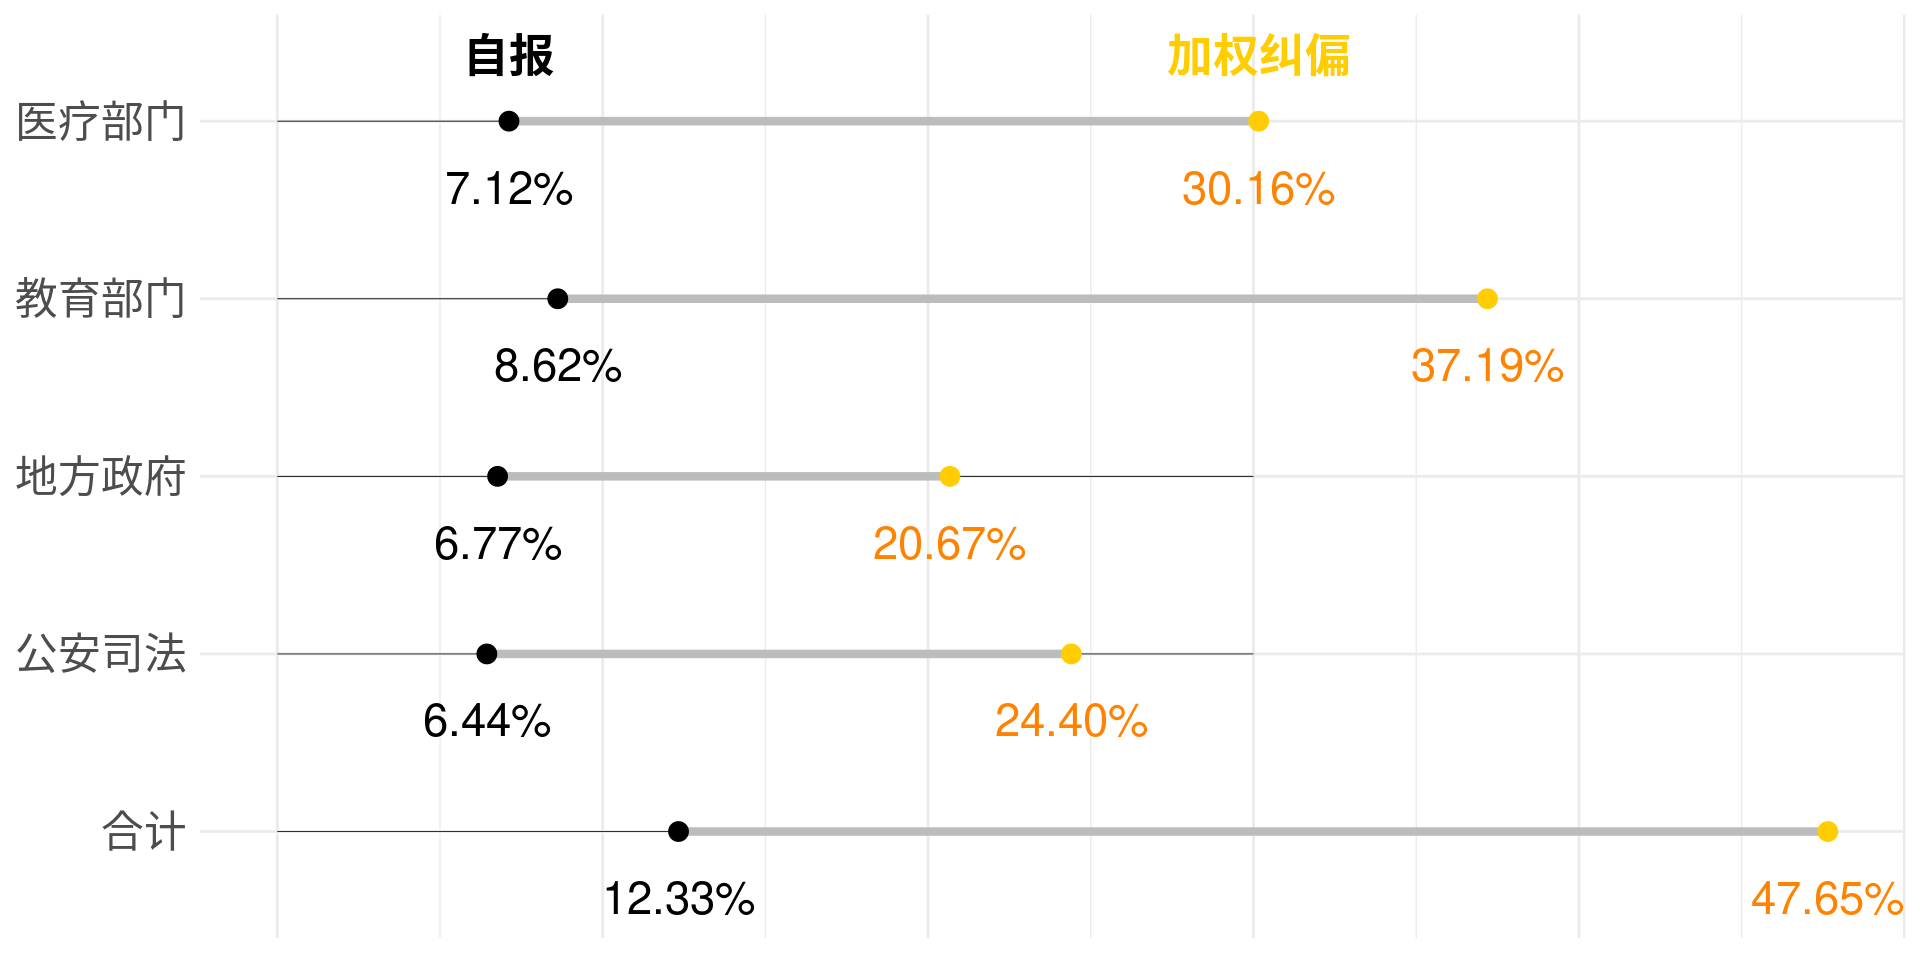 自报 加权纠偏
医疗部门
7.12% 30.16%
教育部门
8.62% 37.19%
地方政府
6.77% 20.67%
公安司法
6.44% 24.40%
合计
12.33% 47.65%